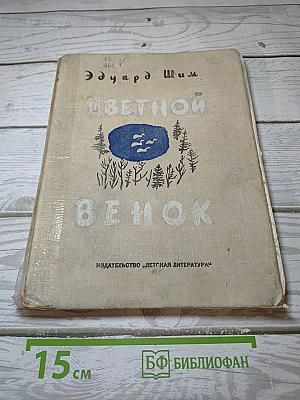 Эдуард Шим
ЦВЕТНОЙ
ВЕНОК
ИЗДАТЕЛЬСТВО „ДЕТСКАЯ ЛИТЕРАТУРА"
15 см
БФ БИБЛИОФАН